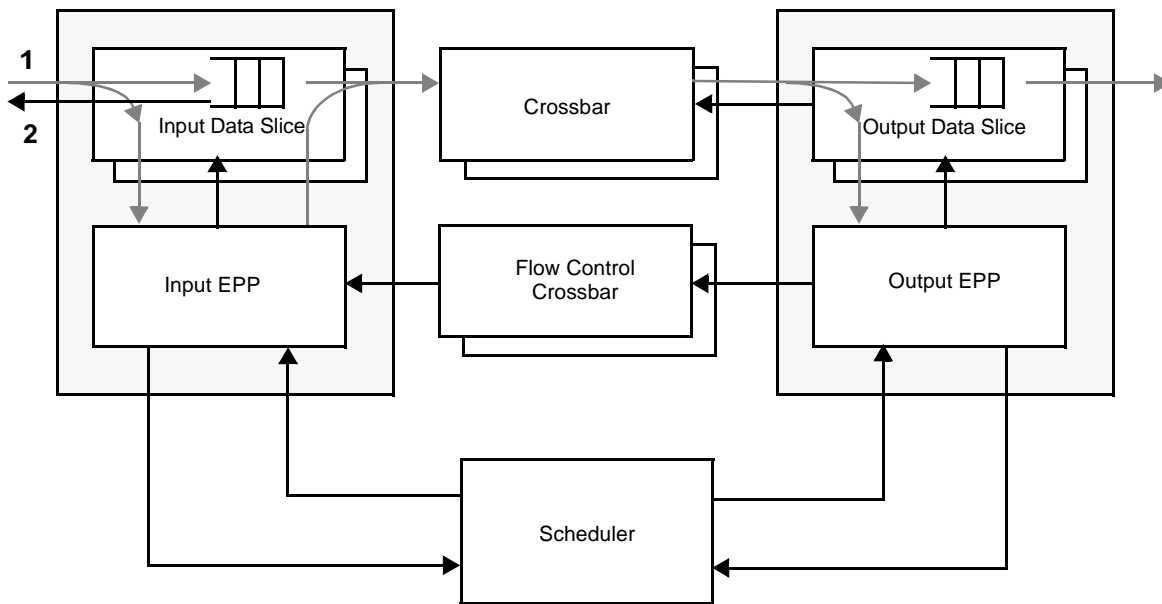 1
2
Input Data Slice
Crossbar
Output Data Slice
Input EPP
Flow Control
Crossbar
Output EPP
Scheduler